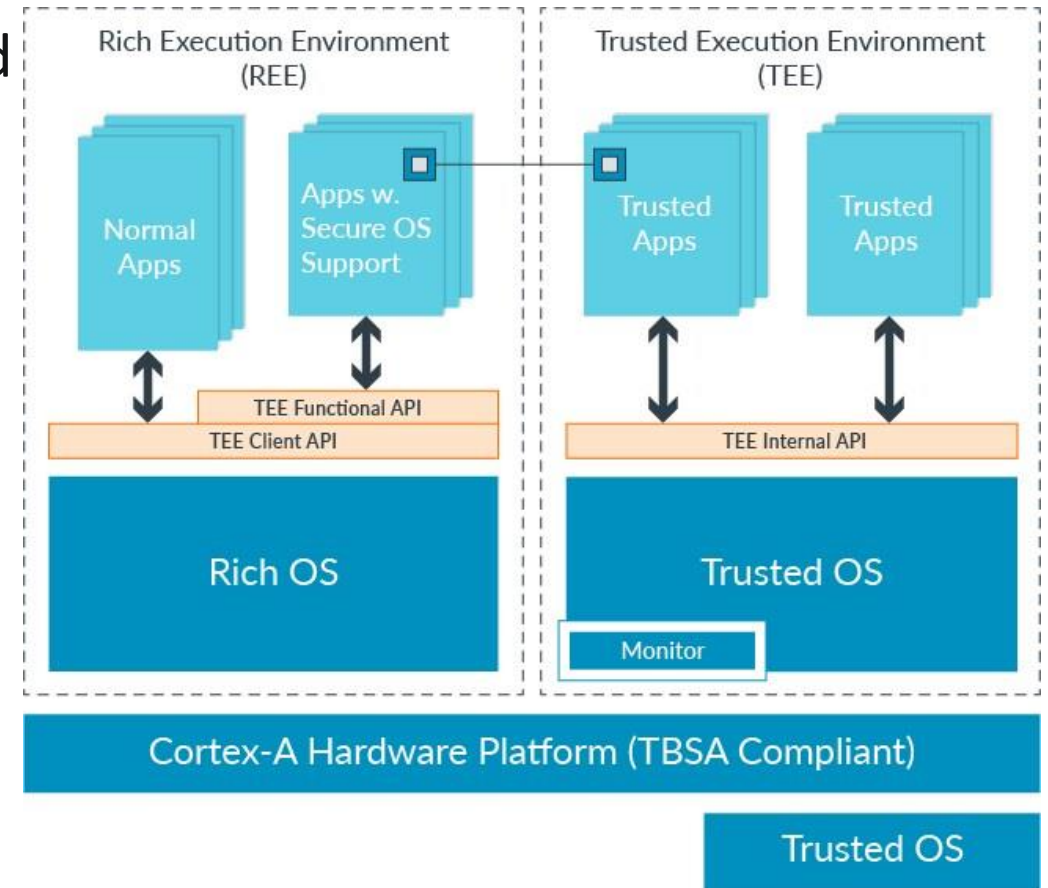 d
Rich Execution Environment
(REE)
Trusted Execution Environment
(TEE)
Normal
Apps
Apps w.
Secure OS
Support
Trusted
Apps
Trusted
Apps
TEE Functional API
TEE Client API
TEE Internal API
Rich OS
Trusted OS
Monitor
Cortex-A Hardware Platform (TBSA Compliant)
Trusted OS